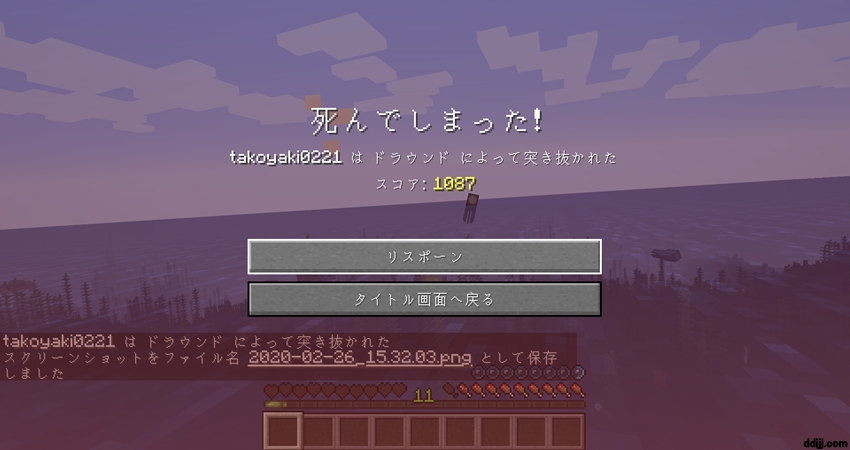 死んでしまった!
takoyaki0221 は ドラウンド によって突き抜かれた
スコア: 1087
リスポーン
タイトル画面へ戻る
takoyaki0221 は ドラウンド によって突き抜かれた
スクリーンショットをファイル名 2020-02-26_15.32.03.png として保存
しました
11
ddjjj.com